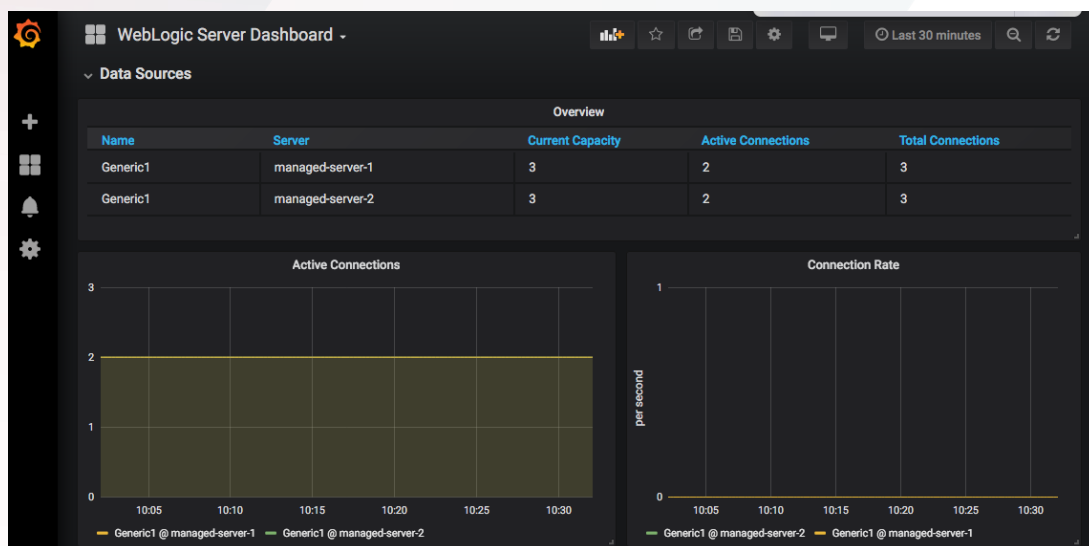 WebLogic Server Dashboard
Last 30 minutes
Data Sources
Overview
Name Server Current Capacity Active Connections Total Connections
Generic1 managed-server-1 3 2 3
Generic1 managed-server-2 3 2 3
Active Connections
3
2
1
0
10:05 10:10 10:15 10:20 10:25 10:30
Generic1 @ managed-server-1 Generic1 @ managed-server-2
Connection Rate
per second
1
0
10:05 10:10 10:15 10:20 10:25 10:30
Generic1 @ managed-server-2 Generic1 @ managed-server-1